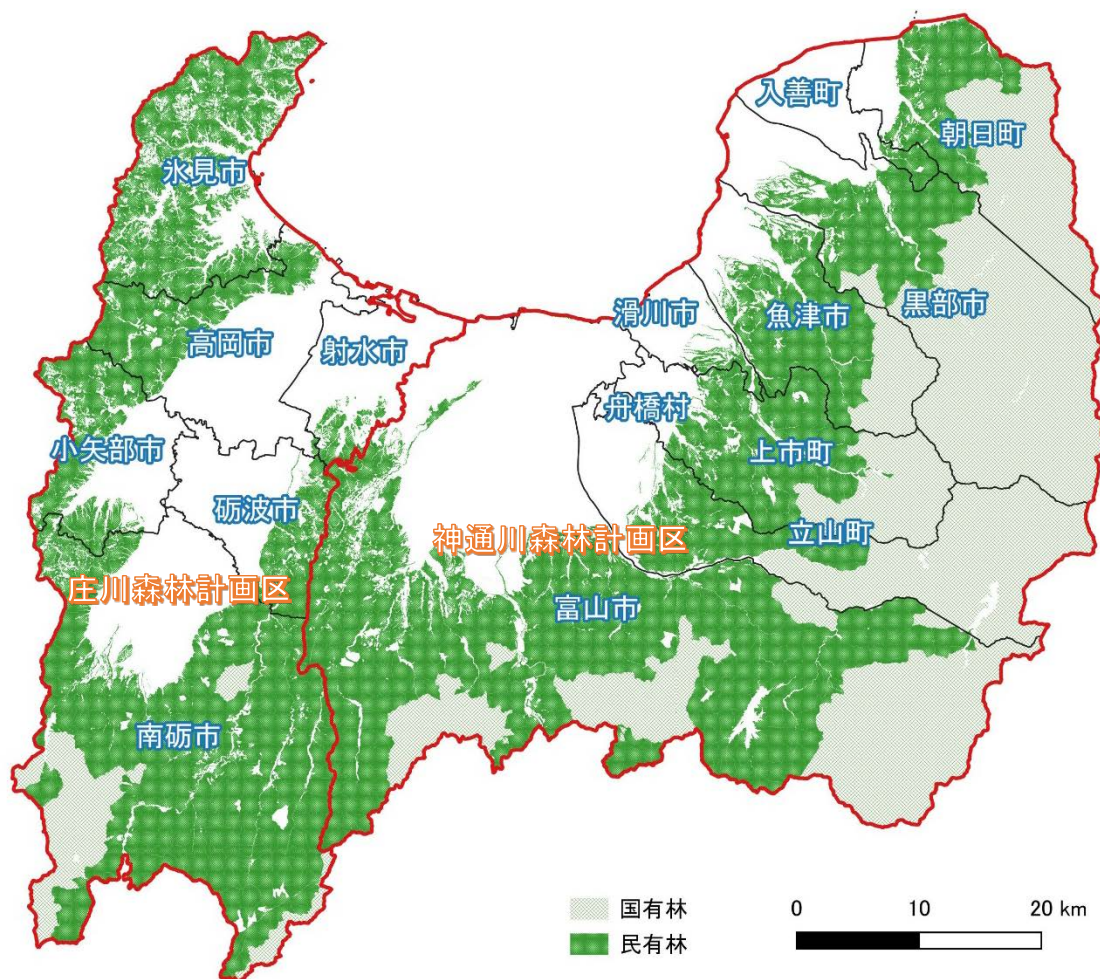 入善町
朝日町
氷見市
黒部市
滑川市
魚津市
高岡市
射水市
舟橋村
小矢部市
上市町
砺波市
立山町
神通川森林計画区
庄川森林計画区
富山市
南砺市
国有林
民有林
0 10 20 km